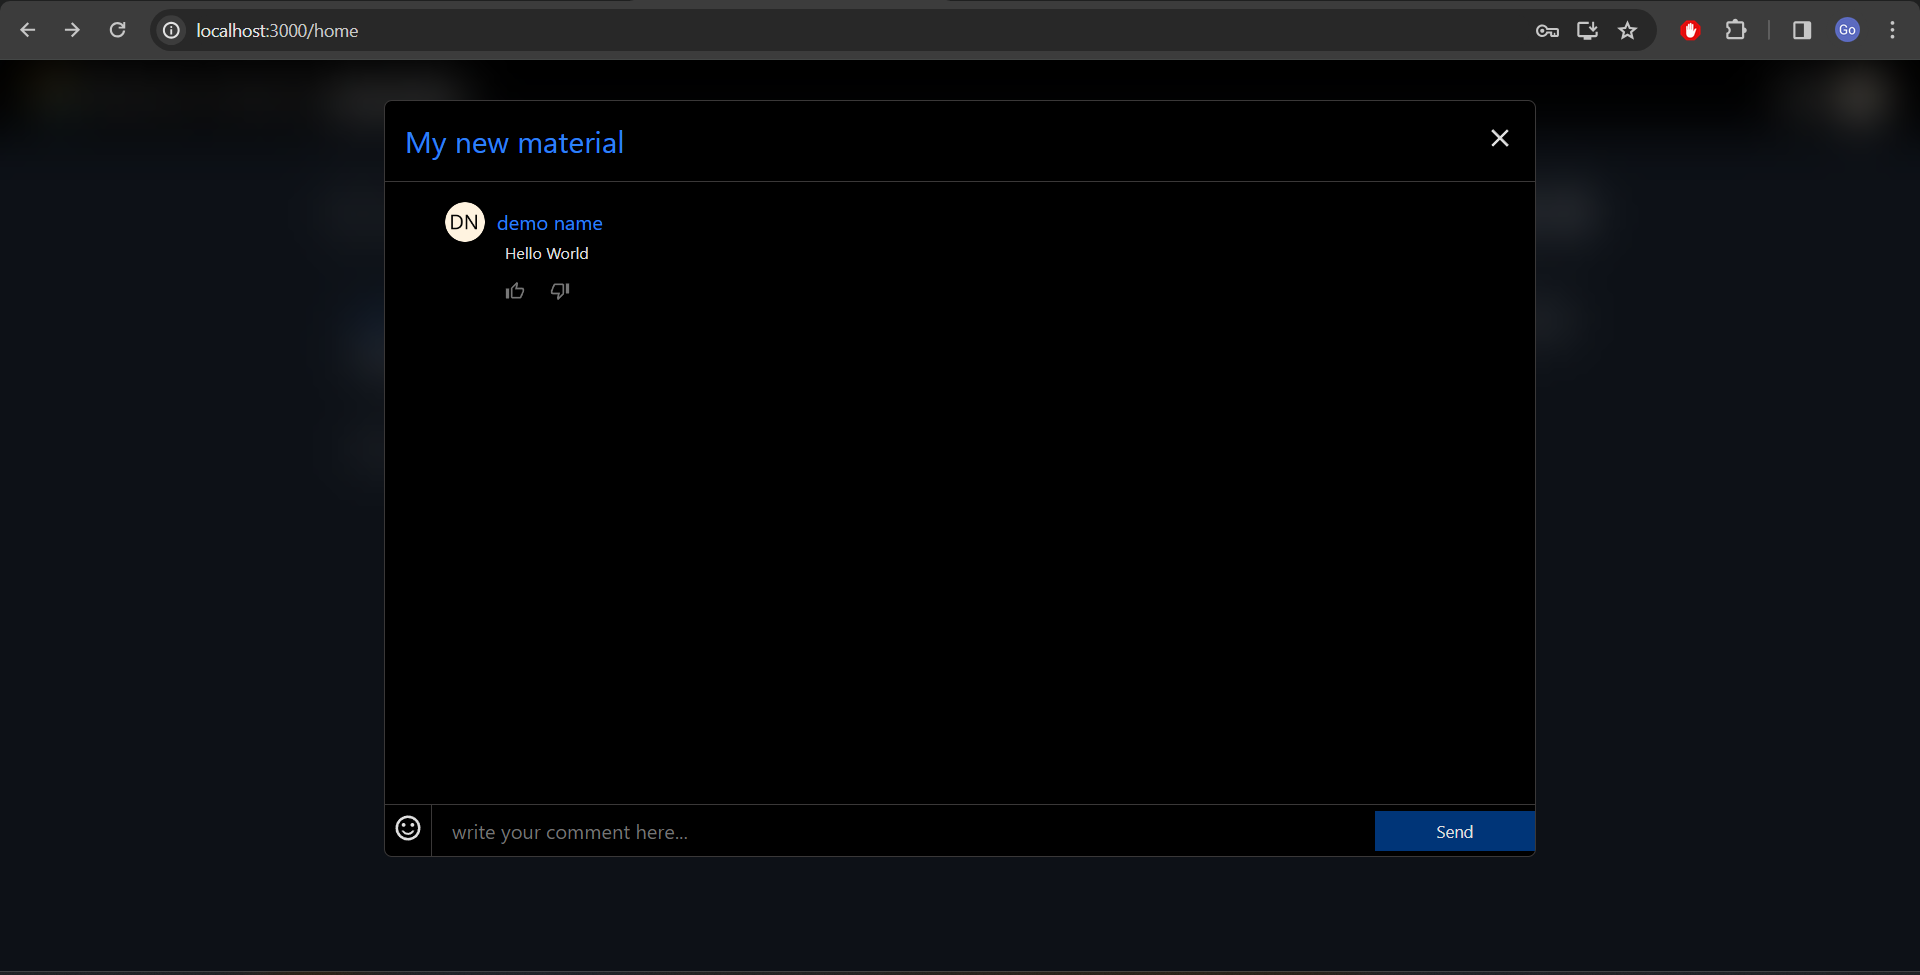 localhost:3000/home
Go
My new material
DN
demo name
Hello World
write your comment here...
Send